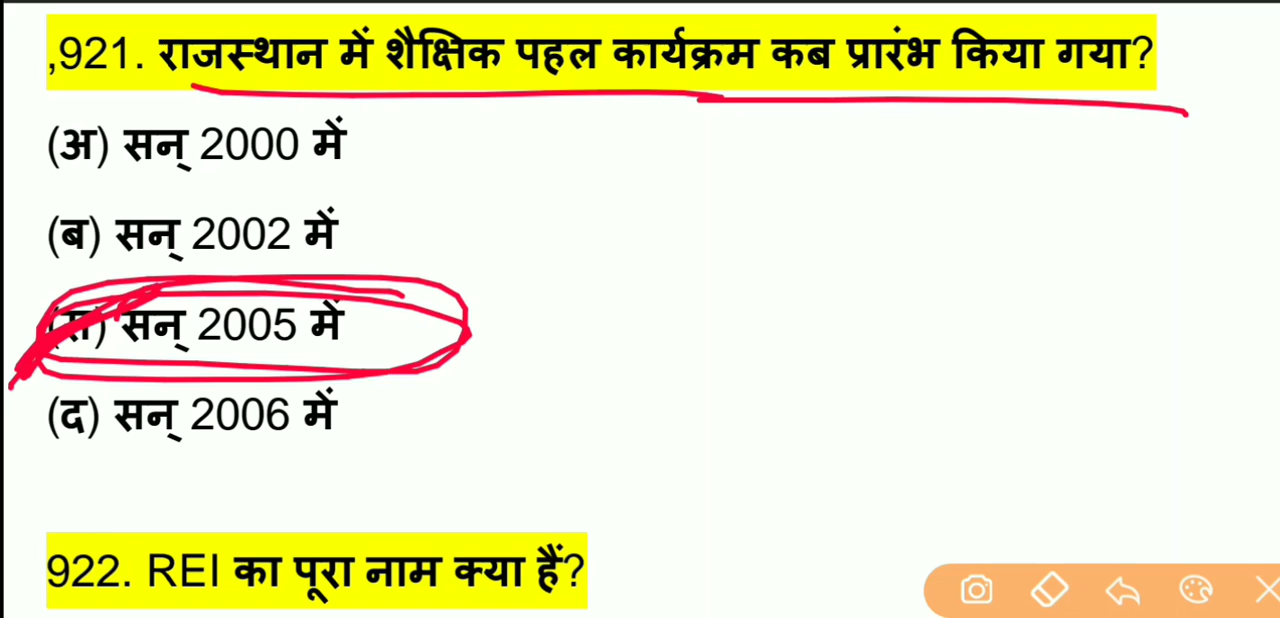 ,921. राजस्थान में शैक्षिक पहल कार्यक्रम कब प्रारंभ किया गया?
(अ) सन् 2000 में
(ब) सन् 2002 में
(स) सन् 2005 में
(द) सन् 2006 में
922. REI का पूरा नाम क्या हैं?